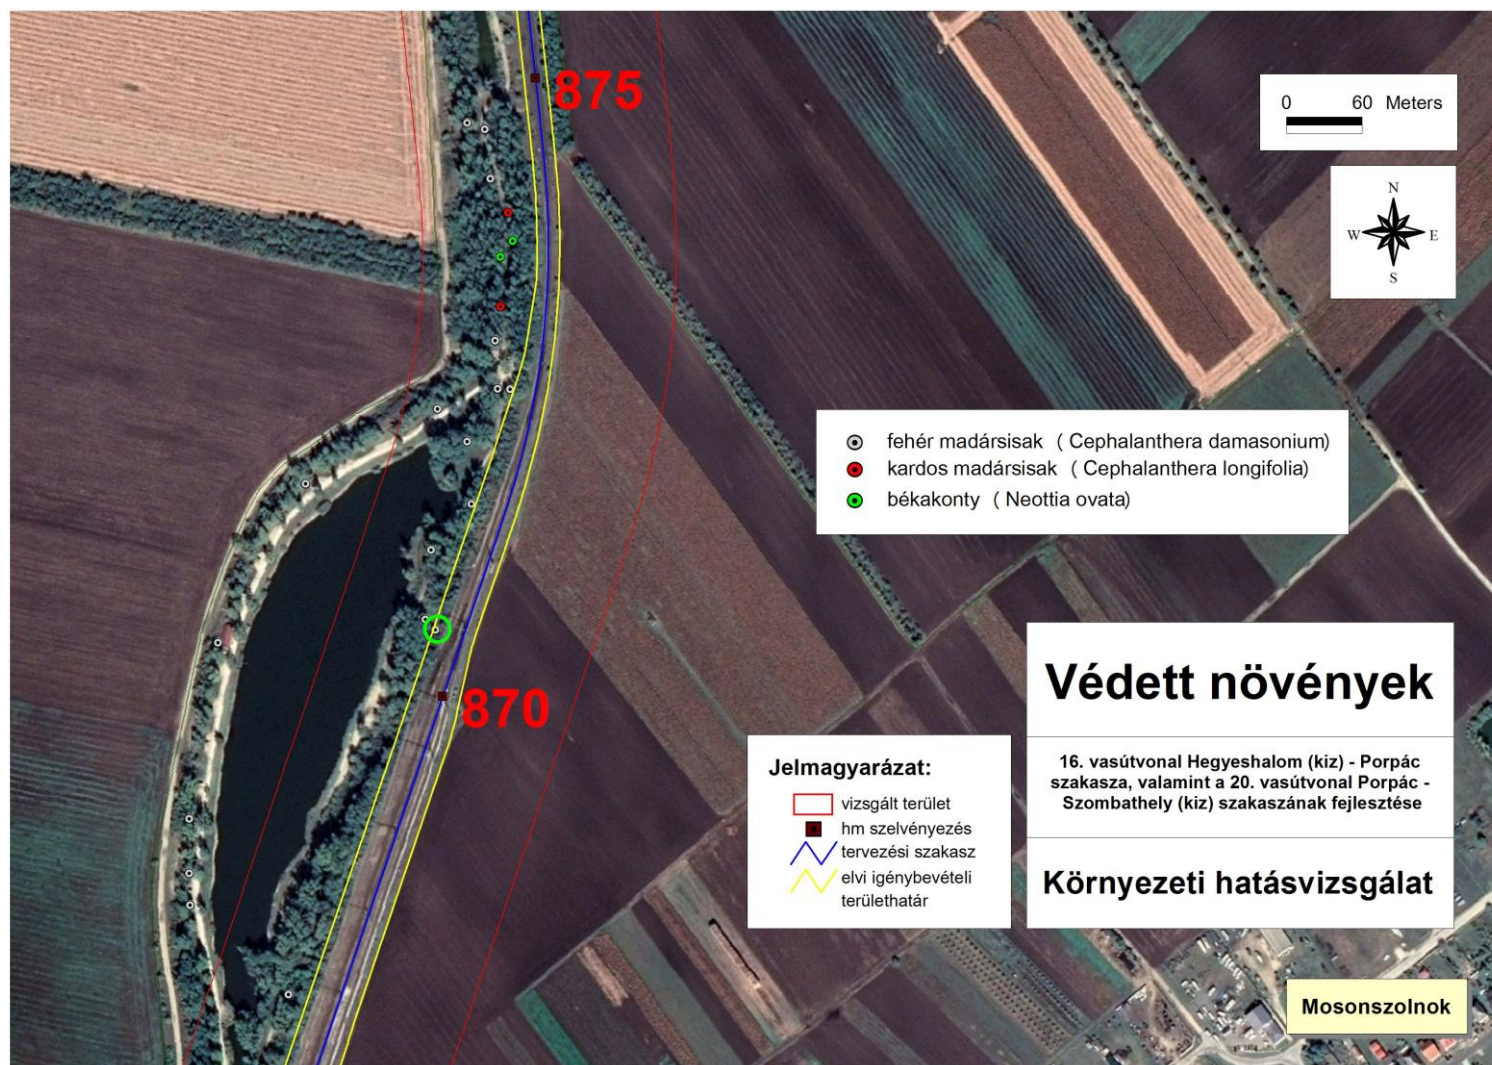 875
0 60 Meters
N
W E
S
fehér madársisak ( Cephalanthera damasonium)
kardos madársisak ( Cephalanthera longifolia)
békakonty ( Neottia ovata)
870
Védett növények
16. vasútvonal Hegyeshalom (kiz) - Porpác
szakasza, valamint a 20. vasútvonal Porpác -
Szombathely (kiz) szakaszának fejlesztése
Környezeti hatásvizsgálat
Jelmagyarázat:
vizsgált terület
hm szelvényezés
tervezési szakasz
elvi igénybevételi
területhatár
Mosonszolnok